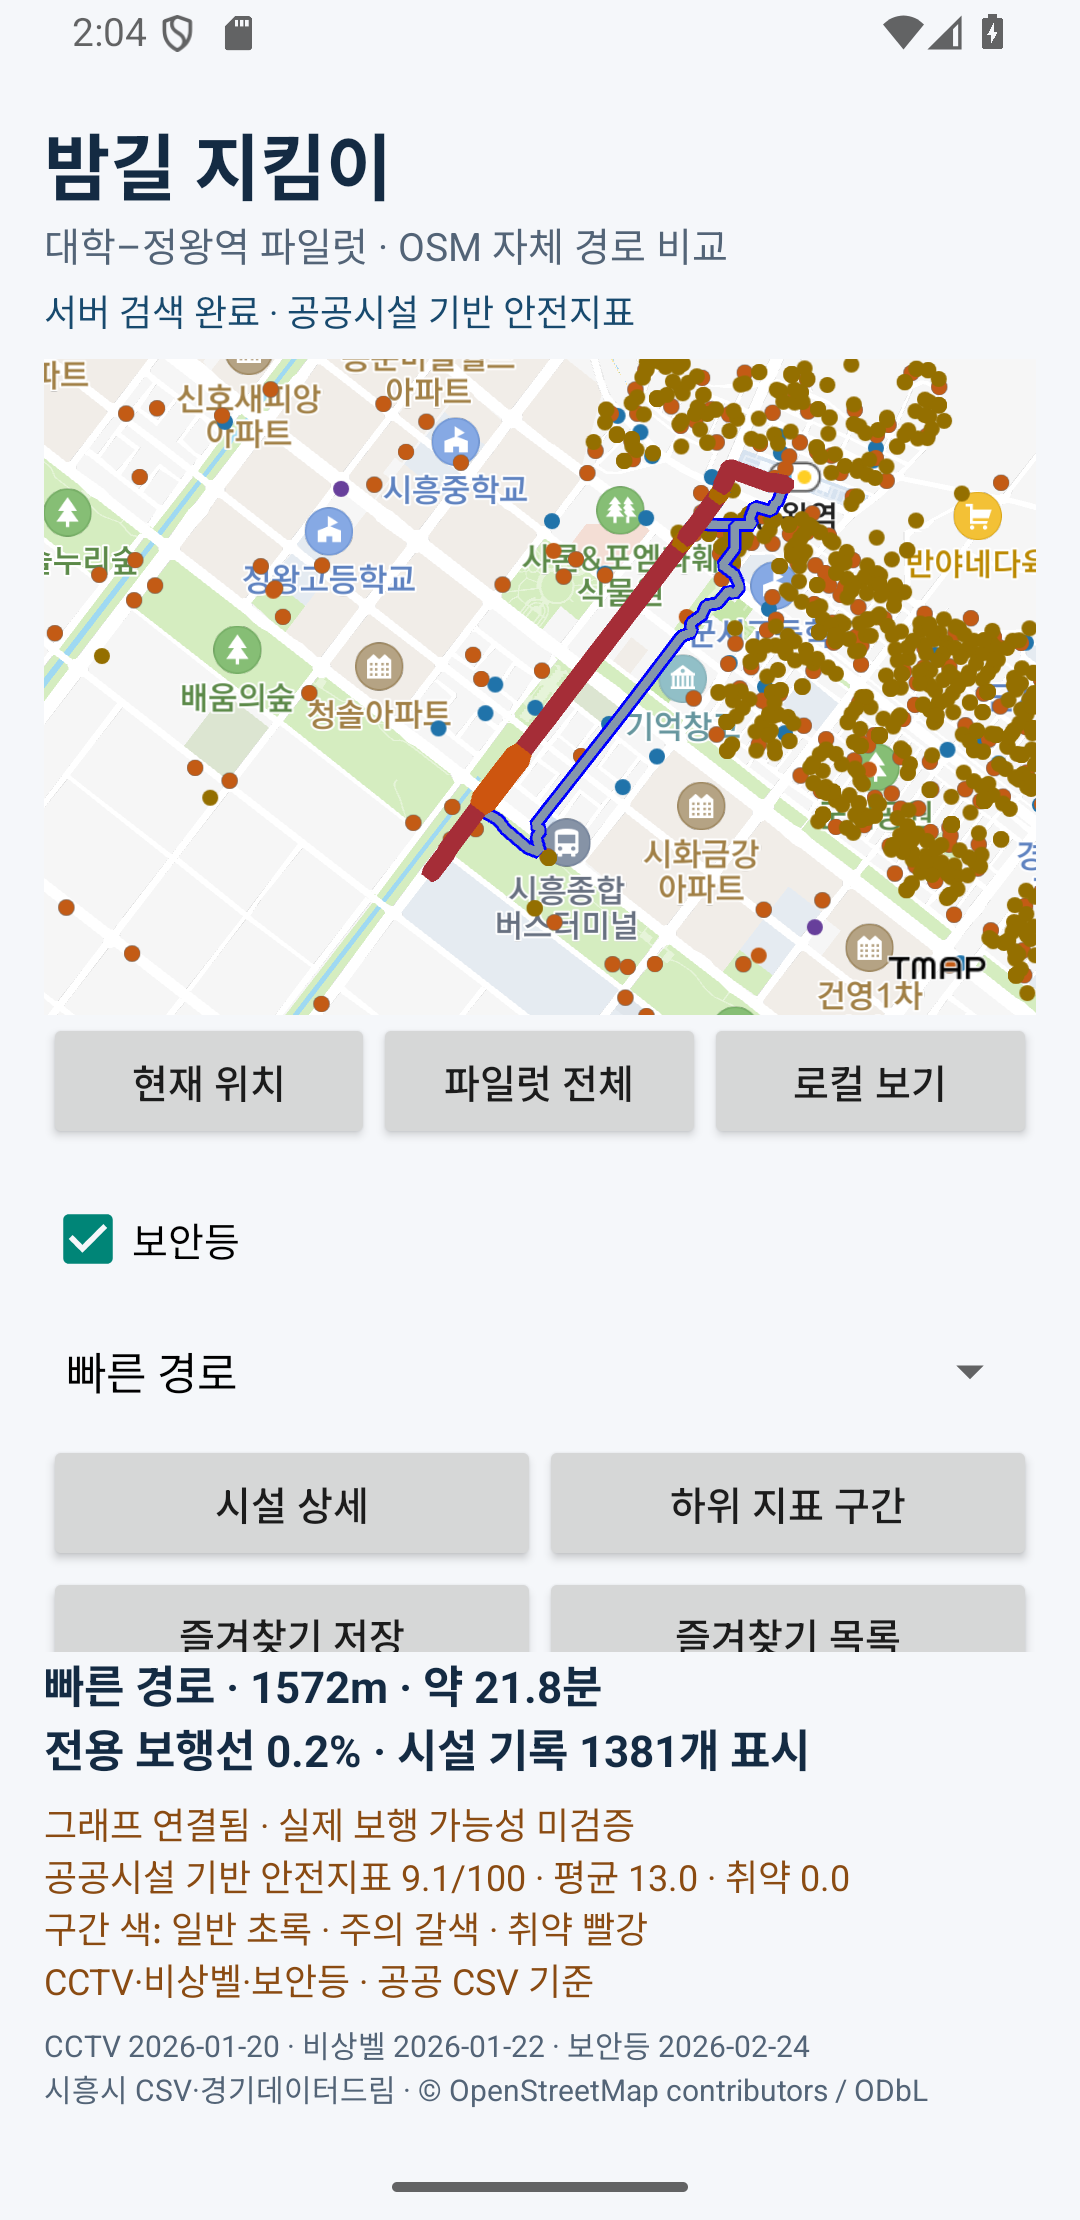 2:04
밤길 지킴이
대학–정왕역 파일럿 · OSM 자체 경로 비교
서버 검색 완료 · 공공시설 기반 안전지표
신호새피앙
아파트
아파트
시흥중학교
정왕고등학교
식물원
반야네다육
배움의숲
청솔아파트
기억창고
시화금강
아파트
시흥종합
버스터미널
건영1차
TMAP
현재 위치
파일럿 전체
로컬 보기
보안등
빠른 경로
시설 상세
하위 지표 구간
즐겨찾기 저장
즐겨찾기 목록
빠른 경로 · 1572m · 약 21.8분
전용 보행선 0.2% · 시설 기록 1381개 표시
그래프 연결됨 · 실제 보행 가능성 미검증
공공시설 기반 안전지표 9.1/100 · 평균 13.0 · 취약 0.0
구간 색: 일반 초록 · 주의 갈색 · 취약 빨강
CCTV·비상벨·보안등 · 공공 CSV 기준
CCTV 2026-01-20 · 비상벨 2026-01-22 · 보안등 2026-02-24
시흥시 CSV·경기데이터드림 · © OpenStreetMap contributors / ODbL